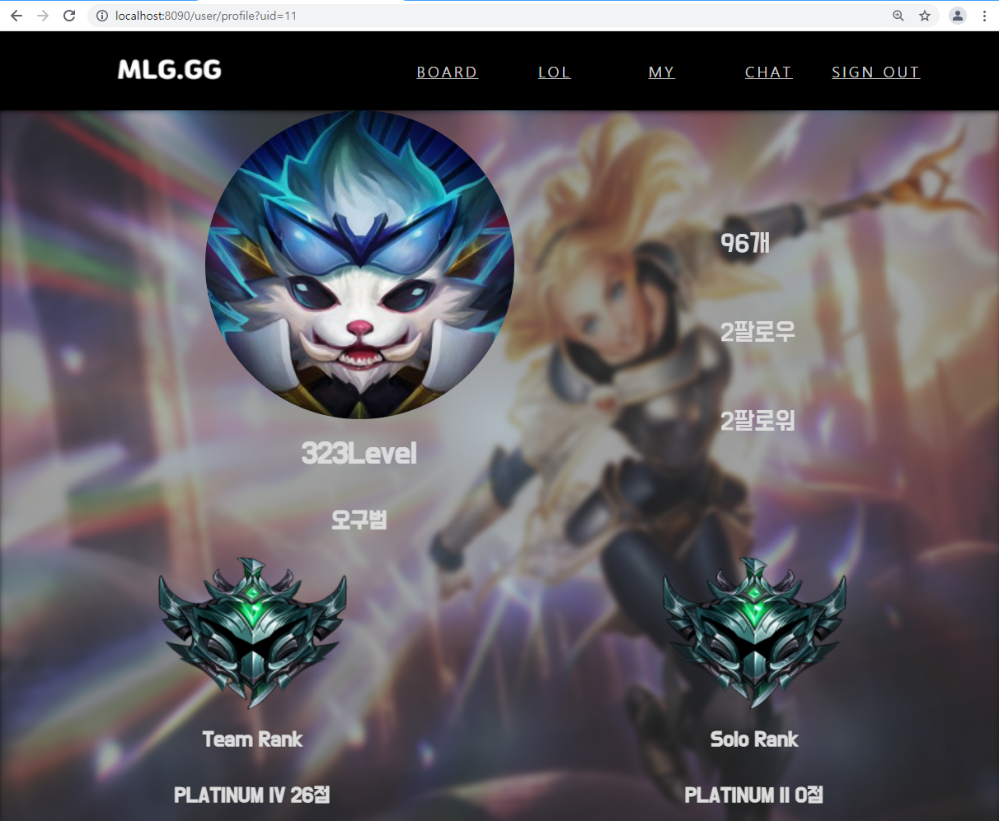 localhost:8090/user/profile?uid=11
MLG.GG
BOARD
LOL
MY
CHAT
SIGN OUT
96개
2팔로우
2팔로워
323Level
오구범
Team Rank
Solo Rank
PLATINUM IV 26점
PLATINUM II 0점